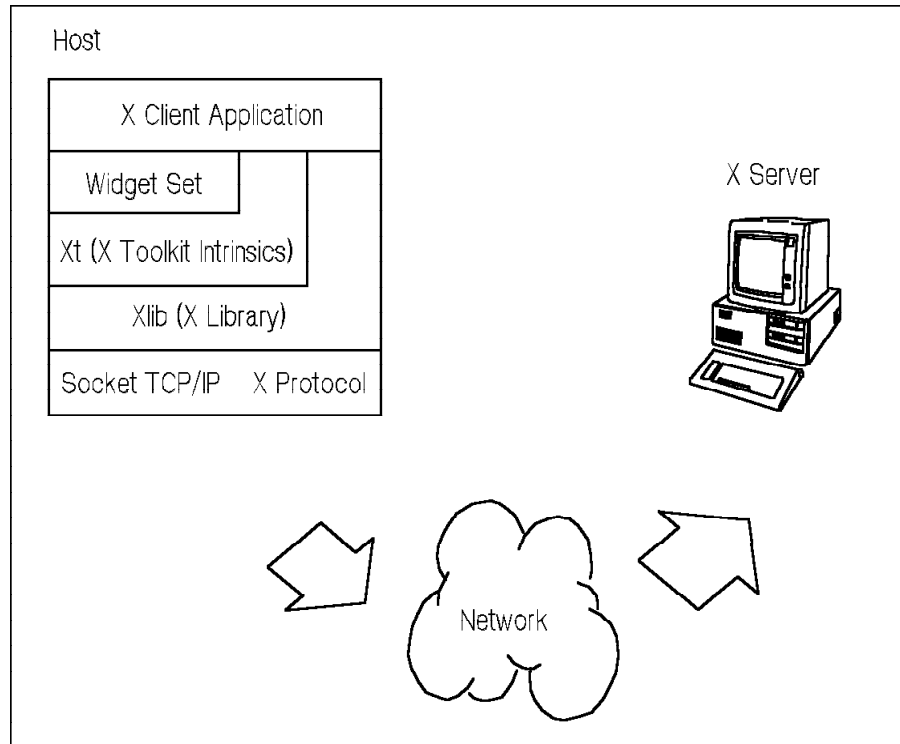 Host
X Client Application
Widget Set
Xt (X Toolkit Intrinsics)
Xlib (X Library)
Socket TCP/IP X Protocol
X Server
Network